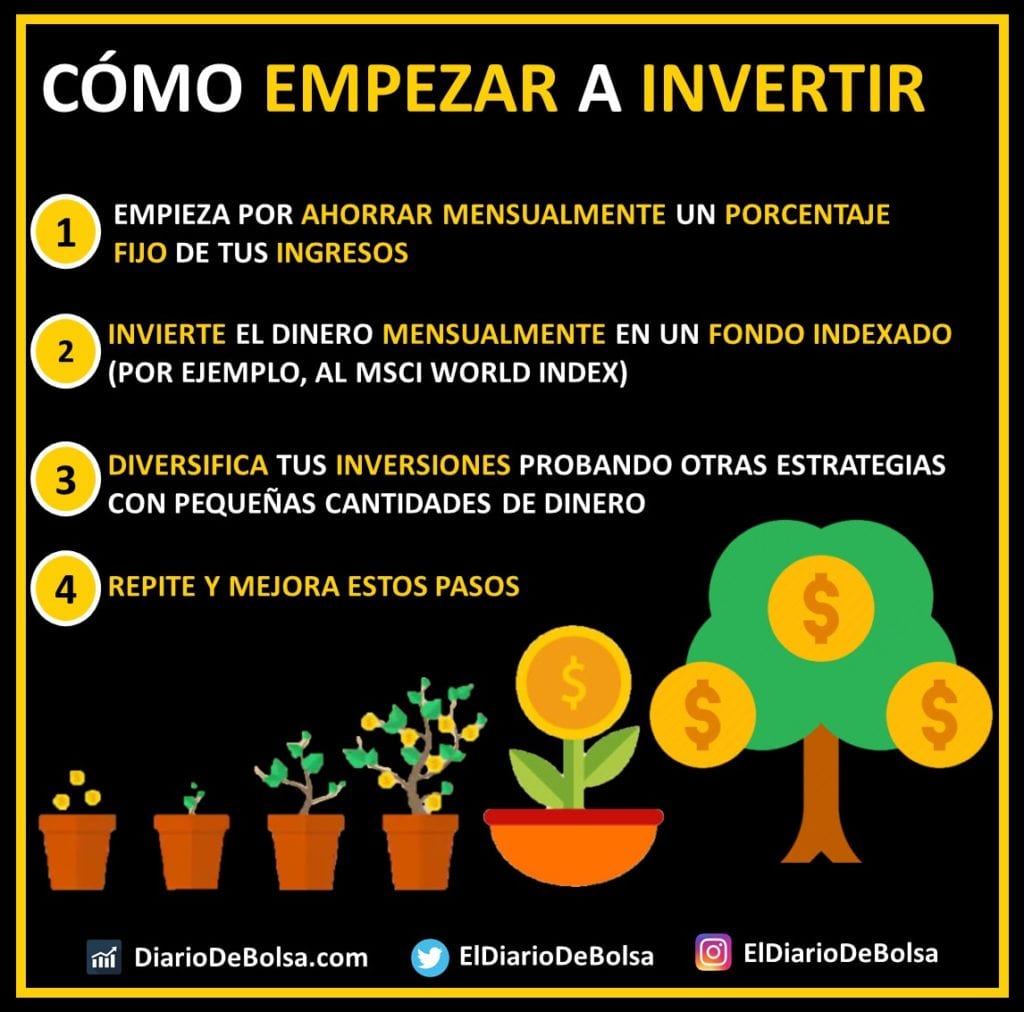 CÓMO EMPEZAR A INVERTIR
1
EMPIEZA POR AHORRAR MENSUALMENTE UN PORCENTAJE
FIJO DE TUS INGRESOS
2
INVIERTE EL DINERO MENSUALMENTE EN UN FONDO INDEXADO
(POR EJEMPLO, AL MSCI WORLD INDEX)
3
DIVERSIFICA TUS INVERSIONES PROBANDO OTRAS ESTRATEGIAS
CON PEQUEÑAS CANTIDADES DE DINERO
4
REPITE Y MEJORA ESTOS PASOS
$
$
$ $
DiarioDeBolsa.com ElDiarioDeBolsa ElDiarioDeBolsa